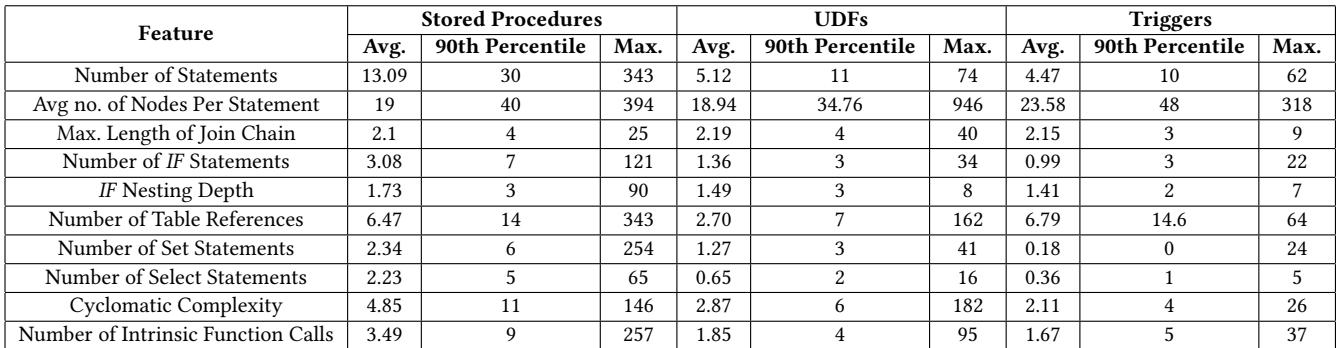 Feature Stored Procedures UDFs Triggers
Avg. 90th Percentile Max. Avg. 90th Percentile Max. Avg. 90th Percentile Max.
Number of Statements 13.09 30 343 5.12 11 74 4.47 10 62
Avg no. of Nodes Per Statement 19 40 394 18.94 34.76 946 23.58 48 318
Max. Length of Join Chain 2.1 4 25 2.19 4 40 2.15 3 9
Number of IF Statements 3.08 7 121 1.36 3 34 0.99 3 22
IF Nesting Depth 1.73 3 90 1.49 3 8 1.41 2 7
Number of Table References 6.47 14 343 2.70 7 162 6.79 14.6 64
Number of Set Statements 2.34 6 254 1.27 3 41 0.18 0 24
Number of Select Statements 2.23 5 65 0.65 2 16 0.36 1 5
Cyclomatic Complexity 4.85 11 146 2.87 6 182 2.11 4 26
Number of Intrinsic Function Calls 3.49 9 257 1.85 4 95 1.67 5 37